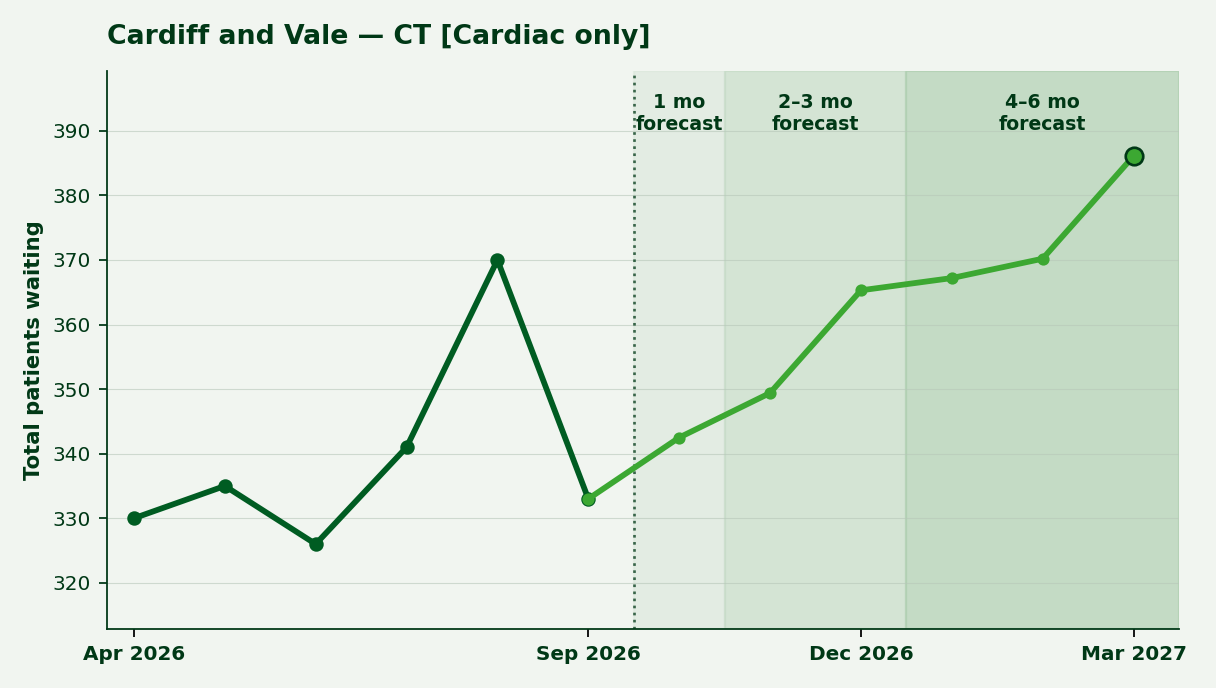 Cardiff and Vale — CT [Cardiac only]
1 mo
forecast
2–3 mo
forecast
4–6 mo
forecast
Total patients waiting
390
380
370
360
350
340
330
320
Apr 2026
Sep 2026
Dec 2026
Mar 2027